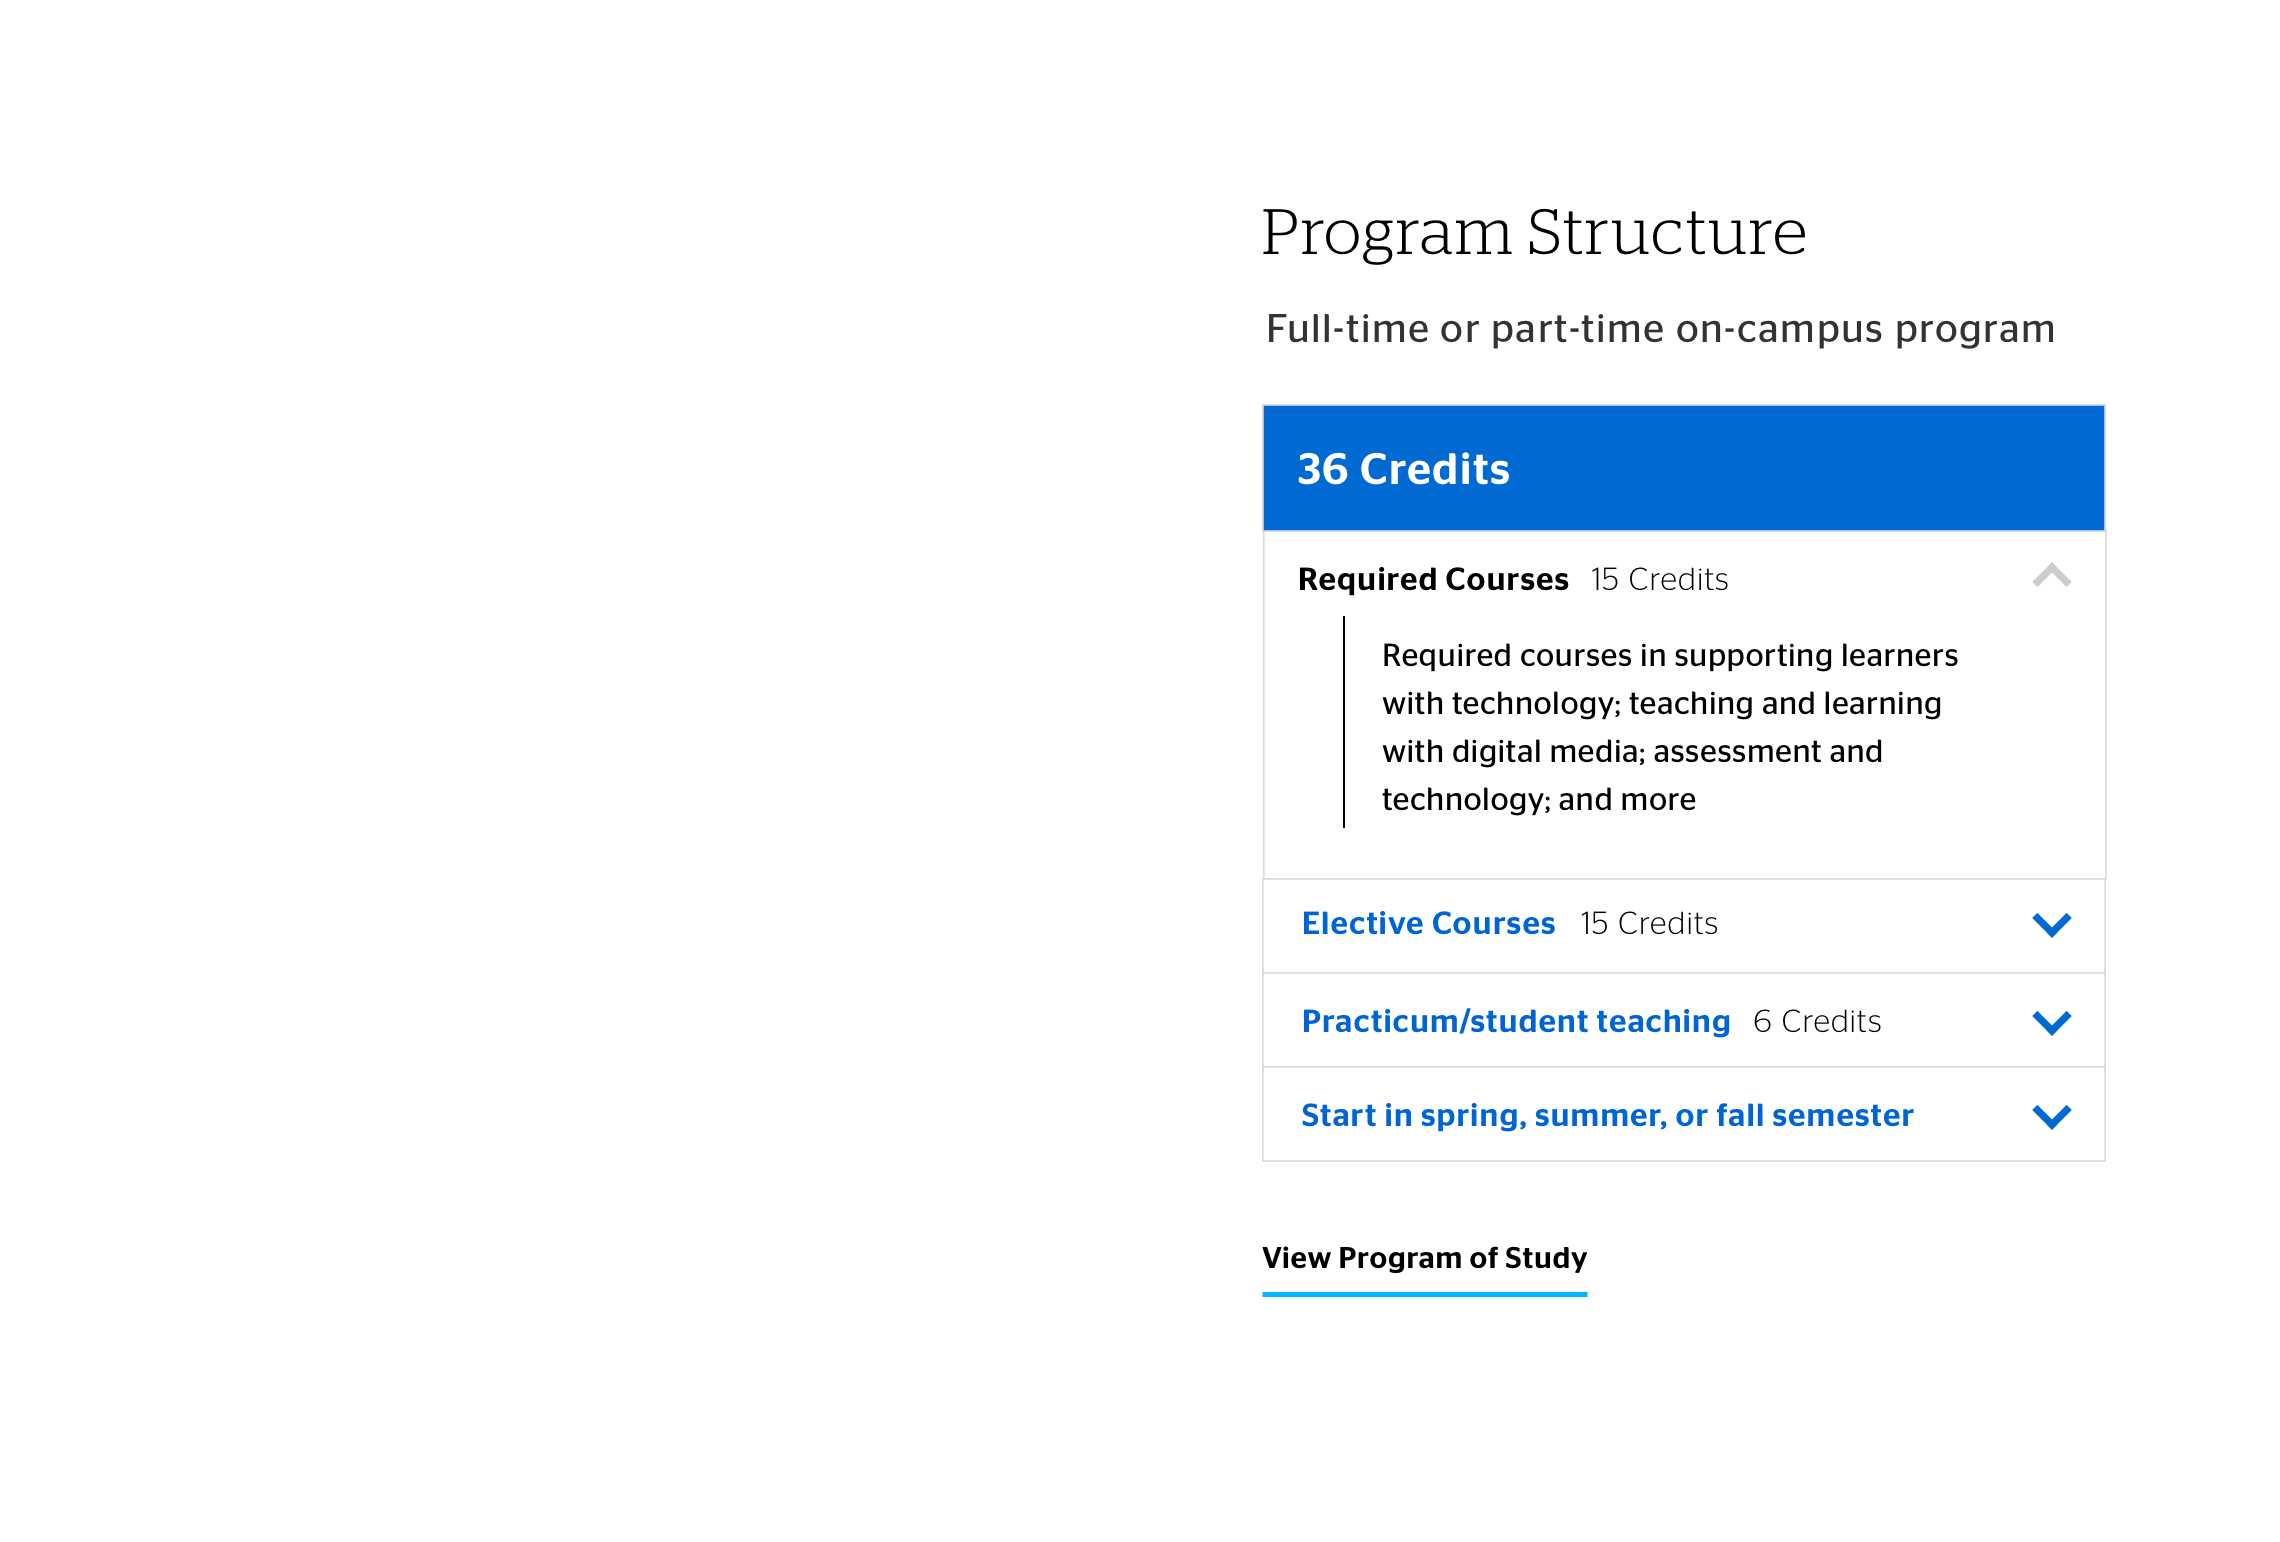 Program Structure
Full-time or part-time on-campus program
36 Credits
Required Courses 15 Credits
Required courses in supporting learners
with technology; teaching and learning
with digital media; assessment and
technology; and more
Elective Courses 15 Credits
Practicum/student teaching 6 Credits
Start in spring, summer, or fall semester
View Program of Study